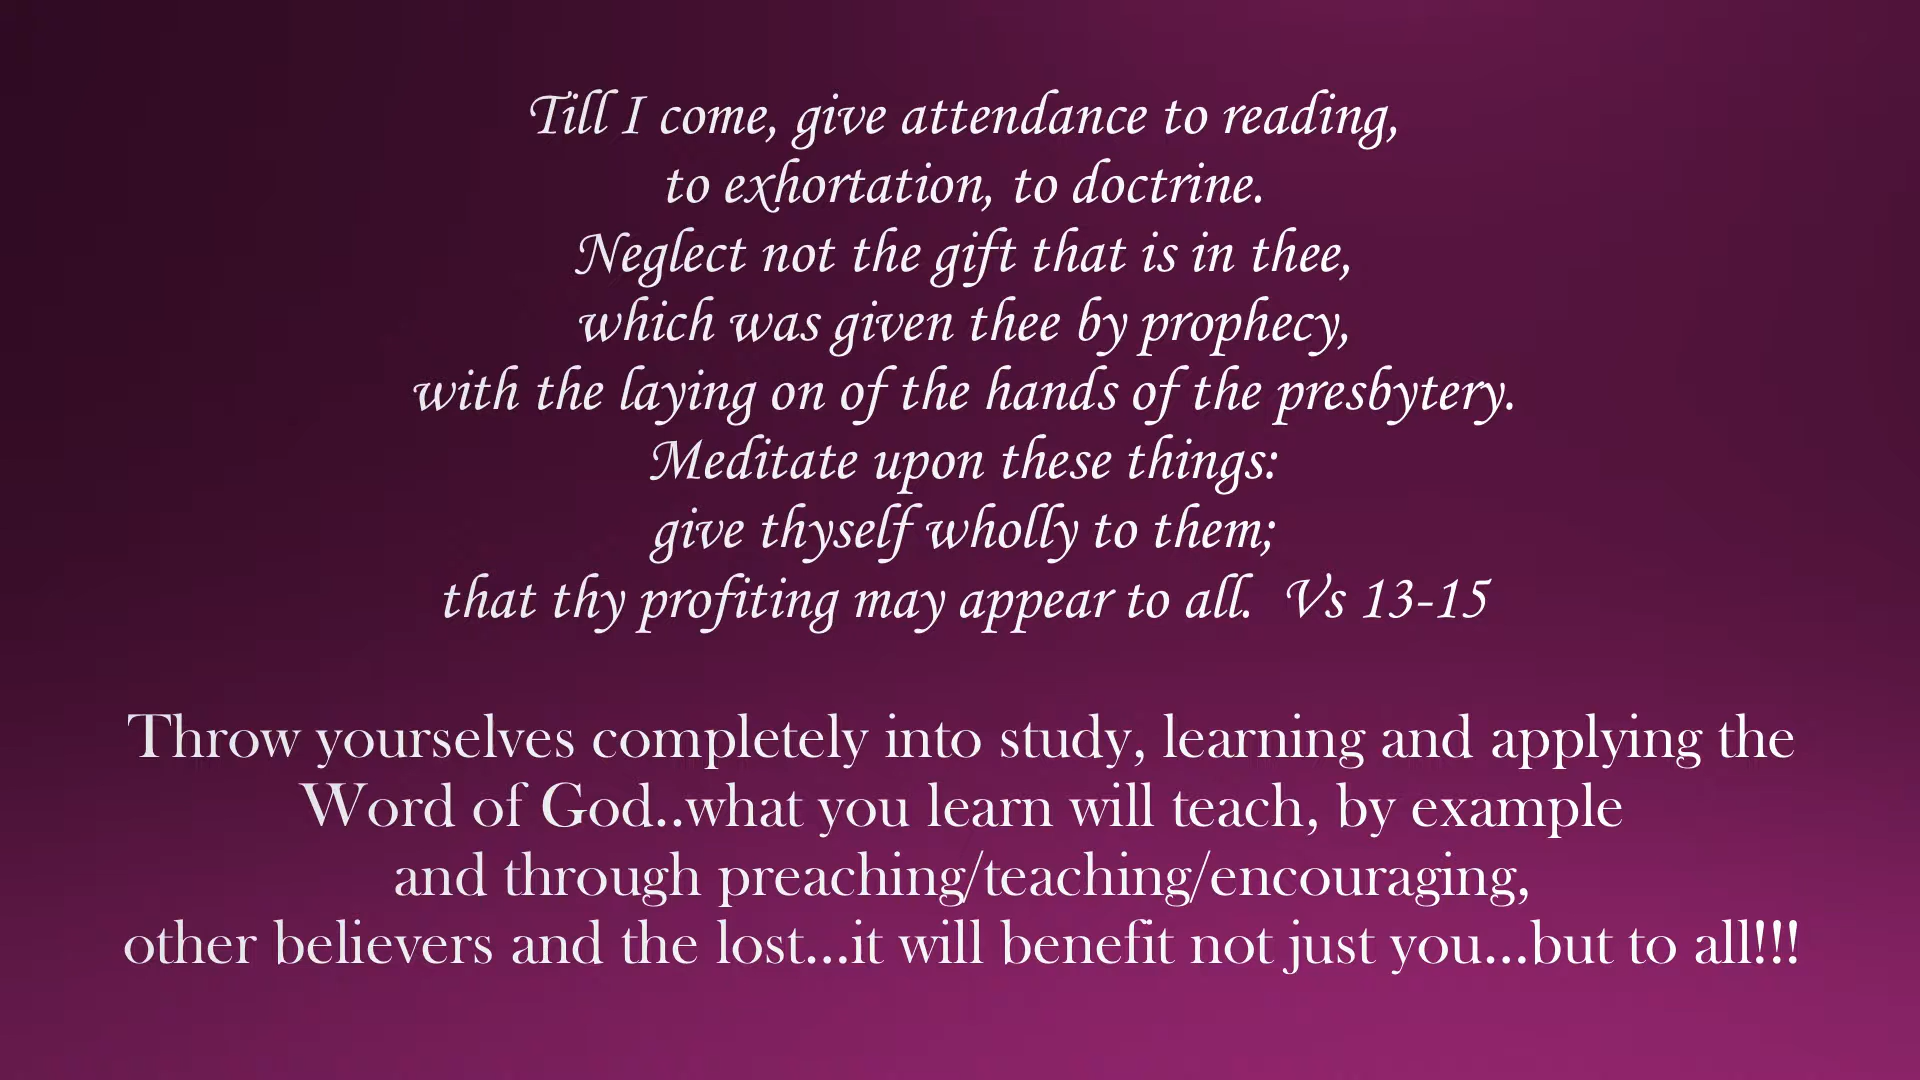 Till I come, give attendance to reading,
to exhortation, to doctrine.
Neglect not the gift that is in thee,
which was given thee by prophecy,
with the laying on of the hands of the presbytery.
Meditate upon these things:
give thyself wholly to them;
that thy profiting may appear to all.  Vs 13-15
Throw yourselves completely into study, learning and applying the
Word of God..what you learn will teach, by example
and through preaching/teaching/encouraging,
other believers and the lost...it will benefit not just you...but to all!!!